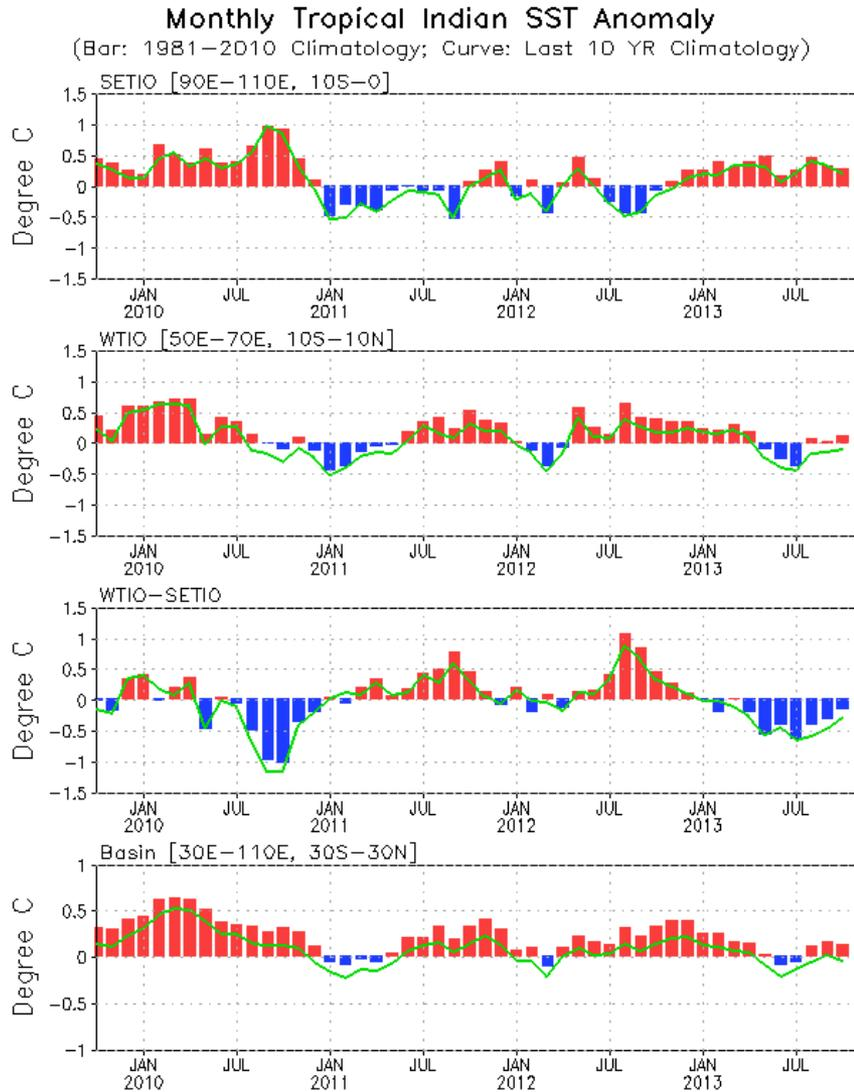 Monthly Tropical Indian SST Anomaly
(Bar: 1981-2010 Climatology; Curve: Last 10 YR Climatology)
SETIO [90E-110E, 10S-0]
Degree C
1.5
1
0.5
0
-0.5
-1
-1.5
JAN JUL JAN JUL JAN JUL JAN JUL
2010 2011 2012 2013
WTIO [50E-70E, 10S-10N]
Degree C
1.5
1
0.5
0
-0.5
-1
-1.5
JAN JUL JAN JUL JAN JUL JAN JUL
2010 2011 2012 2013
WTIO-SETIO
Degree C
1.5
1
0.5
0
-0.5
-1
-1.5
JAN JUL JAN JUL JAN JUL JAN JUL
2010 2011 2012 2013
Basin [30E-110E, 30S-30N]
Degree C
1
0.5
0
-0.5
-1
JAN JUL JAN JUL JAN JUL JAN JUL
2010 2011 2012 2013